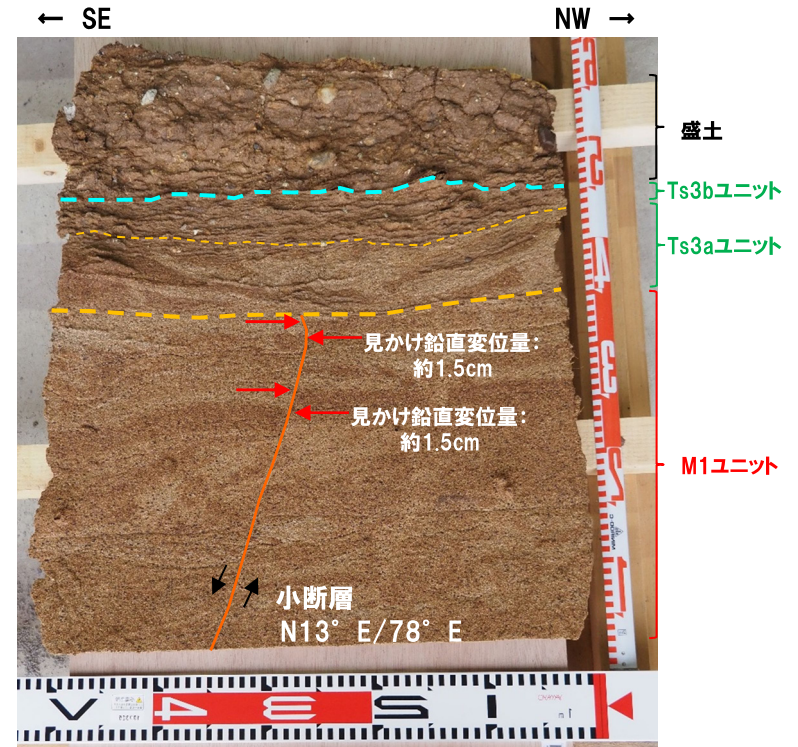 ← SE NW →
盛土
Ts3bユニット
Ts3aユニット
見かけ鉛直変位量:
約1.5cm
見かけ鉛直変位量:
約1.5cm
M1ユニット
小断層
N13°E/78°E
5 4 3 2 1